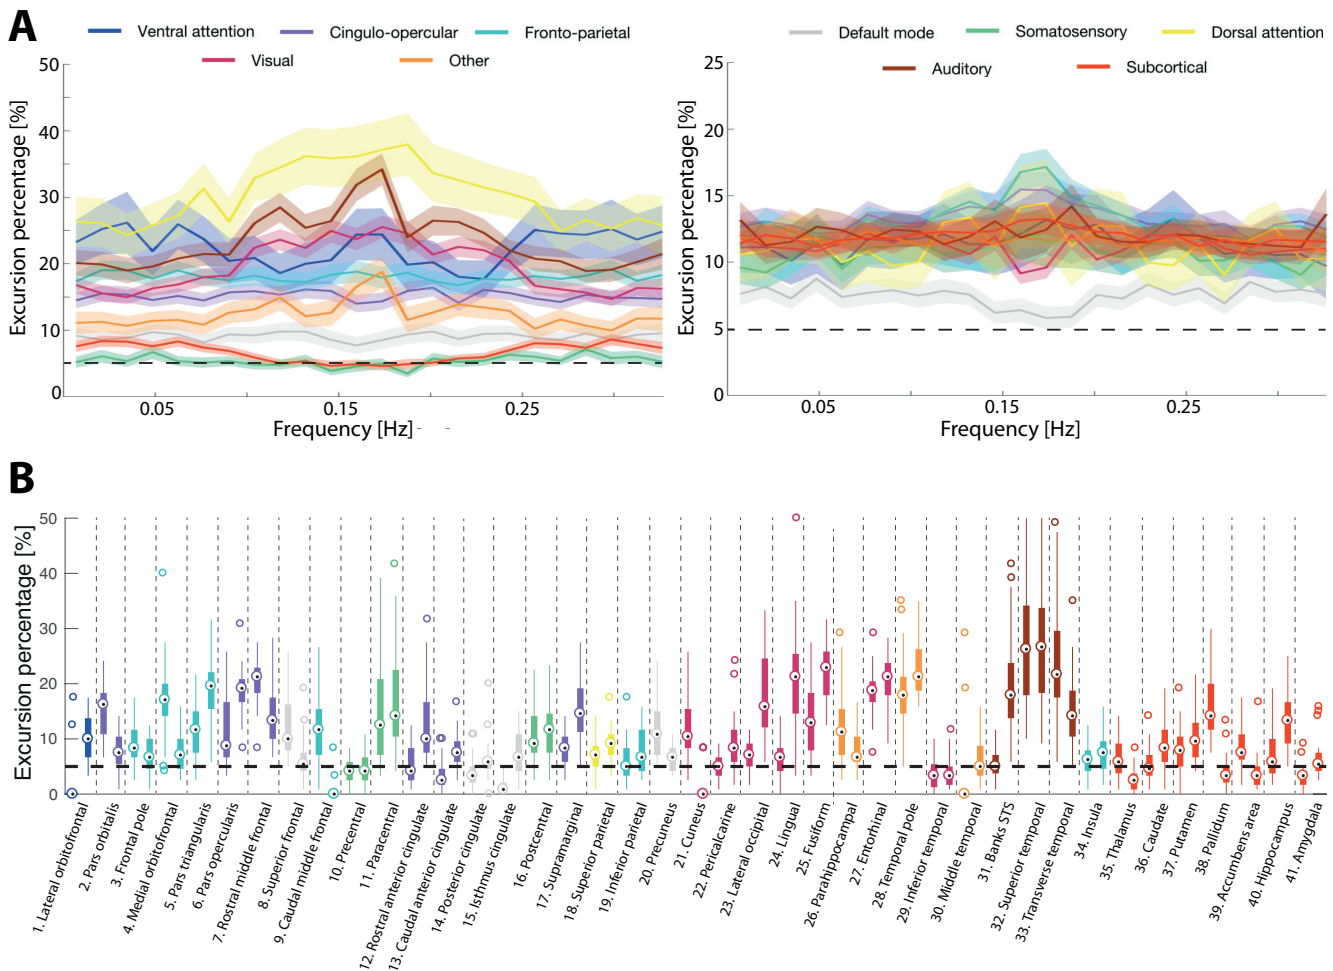 A
Ventral attention
Cingulo-opercular
Fronto-parietal
Visual
Other
Default mode
Somatosensory
Dorsal attention
Auditory
Subcortical
Excursion percentage [%]
50
40
30
20
10
0
0.05
0.15
0.25
Frequency [Hz]
Excursion percentage [%]
25
20
15
10
5
0
0.05
0.15
0.25
Frequency [Hz]
B
Excursion percentage [%]
50
40
30
20
10
0
1. Lateral orbitofrontal
2. Pars orbitalis
3. Frontal pole
4. Medial orbitofrontal
5. Pars triangularis
6. Pars opercularis
7. Rostral middle frontal
8. Superior frontal
9. Caudal middle frontal
10. Precentral
11. Paracentral
12. Rostral anterior cingulate
13. Caudal anterior cingulate
14. Posterior cingulate
15. Isthmus cingulate
16. Postcentral
17. Supramarginal
18. Superior parietal
19. Inferior parietal
20. Precuneus
21. Cuneus
22. Pericalcarine
23. Lateral occipital
24. Lingual
25. Fusiform
26. Parahippocampal
27. Entorhinal
28. Temporal pole
29. Inferior temporal
30. Middle temporal
31. Banks STS
32. Superior temporal
33. Transverse temporal
34. Insula
35. Thalamus
36. Caudate
37. Putamen
38. Pallidum
39. Accumbens area
40. Hippocampus
41. Amygdala